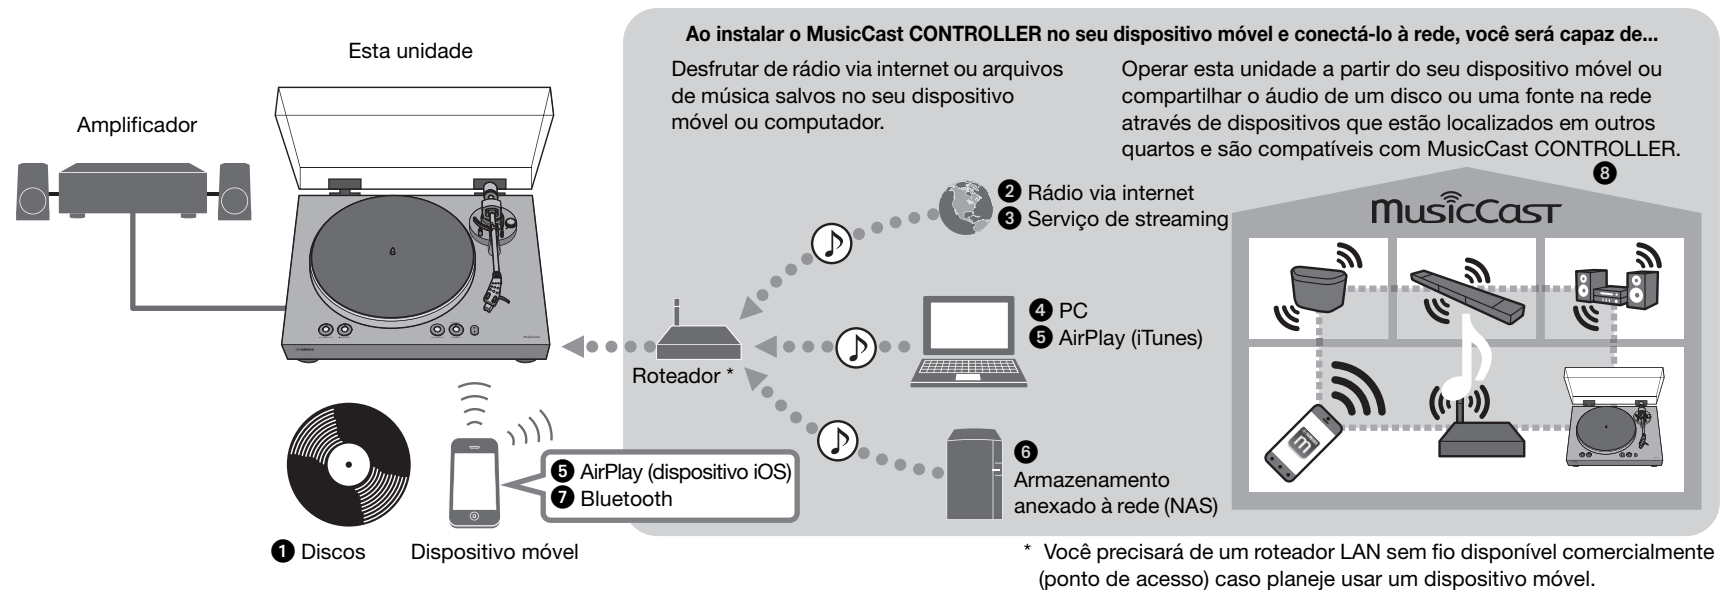 Ao instalar o MusicCast CONTROLLER no seu dispositivo móvel e conectá-lo à rede, você será capaz de...
Esta unidade
Amplificador
Desfrutar de rádio via internet ou arquivos
de música salvos no seu dispositivo
móvel ou computador.
Operar esta unidade a partir do seu dispositivo móvel ou
compartilhar o áudio de um disco ou uma fonte na rede
através de dispositivos que estão localizados em outros
quartos e são compatíveis com MusicCast CONTROLLER.
8
MusicCast
2 Rádio via internet
3 Serviço de streaming
4 PC
5 AirPlay (iTunes)
Roteador *
6
Armazenamento
anexado à rede (NAS)
5 AirPlay (dispositivo iOS)
7 Bluetooth
1 Discos
Dispositivo móvel
* Você precisará de um roteador LAN sem fio disponível comercialmente
(ponto de acesso) caso planeje usar um dispositivo móvel.